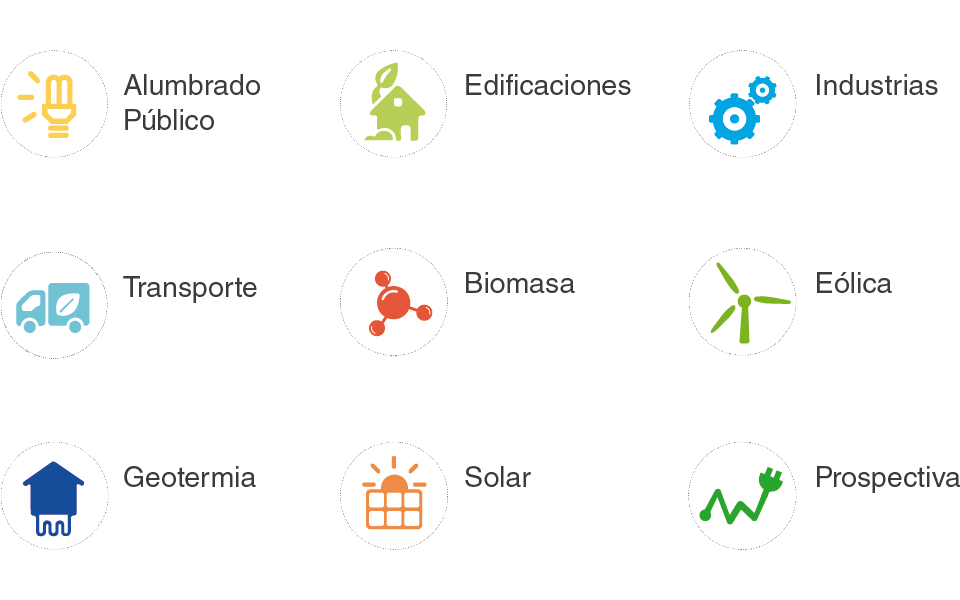 Alumbrado
Público
Edificaciones
Industrias
Transporte
Biomasa
Eólica
Geotermia
Solar
Prospectiva